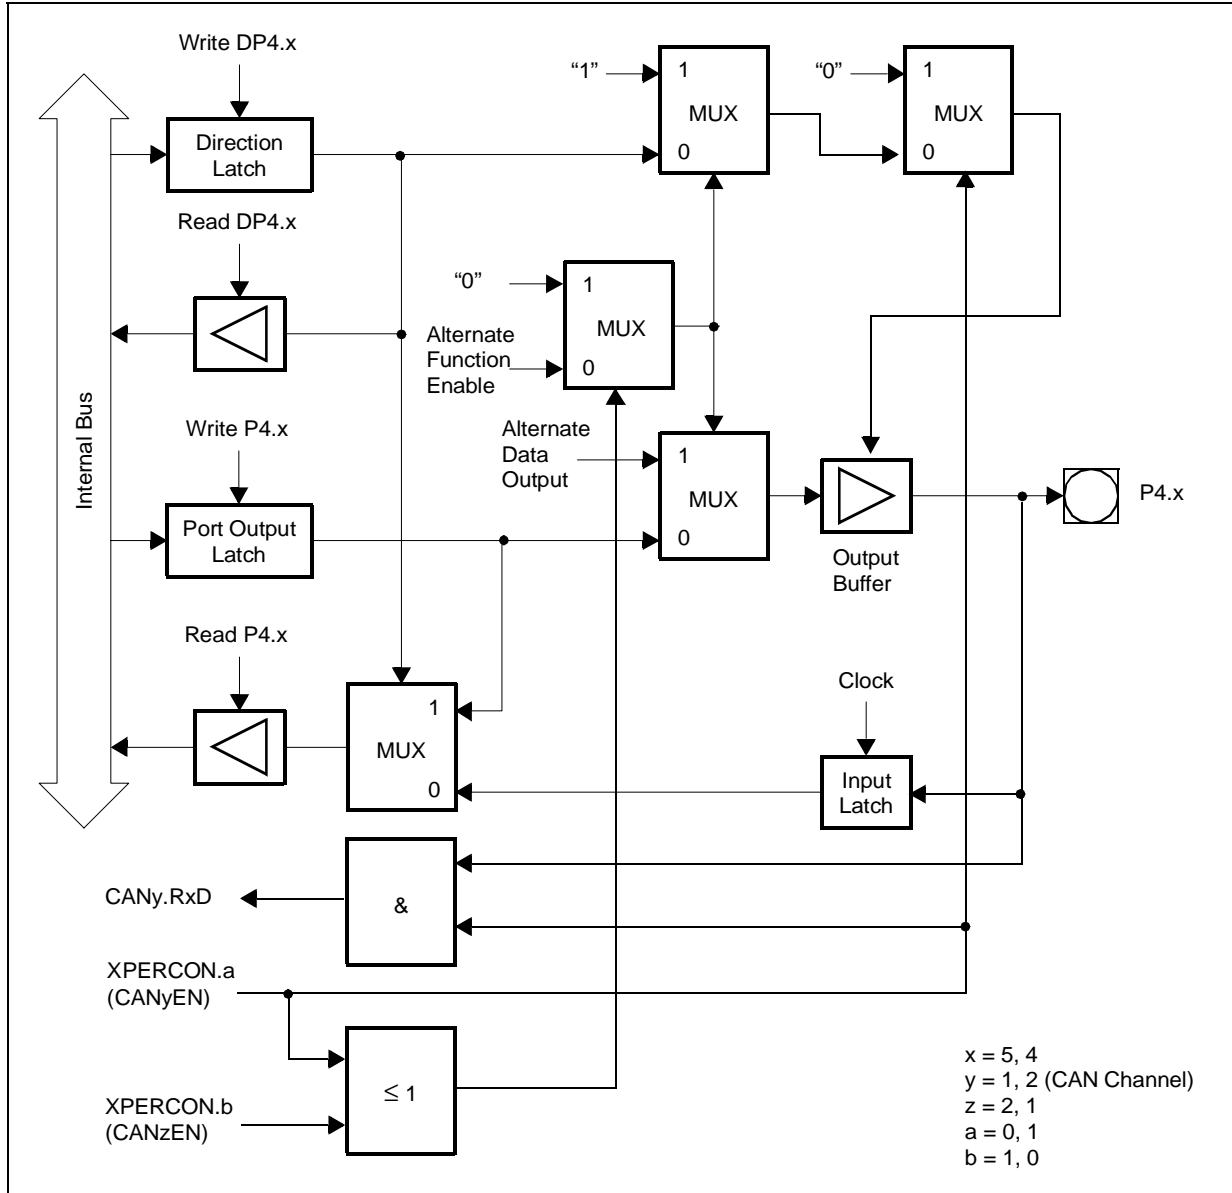 Write DP4.x
“1”
1
MUX
0
“0”
1
MUX
0
Direction
Latch
Read DP4.x
“0”
1
MUX
0
Alternate
Function
Enable
Internal Bus
Write P4.x
Alternate
Data
Output
1
MUX
0
P4.x
Port Output
Latch
Output
Buffer
Read P4.x
1
MUX
0
Clock
Input
Latch
CANy.RxD
&
XPERCON.a
(CANyEN)
≤ 1
XPERCON.b
(CANzEN)
x = 5, 4
y = 1, 2 (CAN Channel)
z = 2, 1
a = 0, 1
b = 1, 0